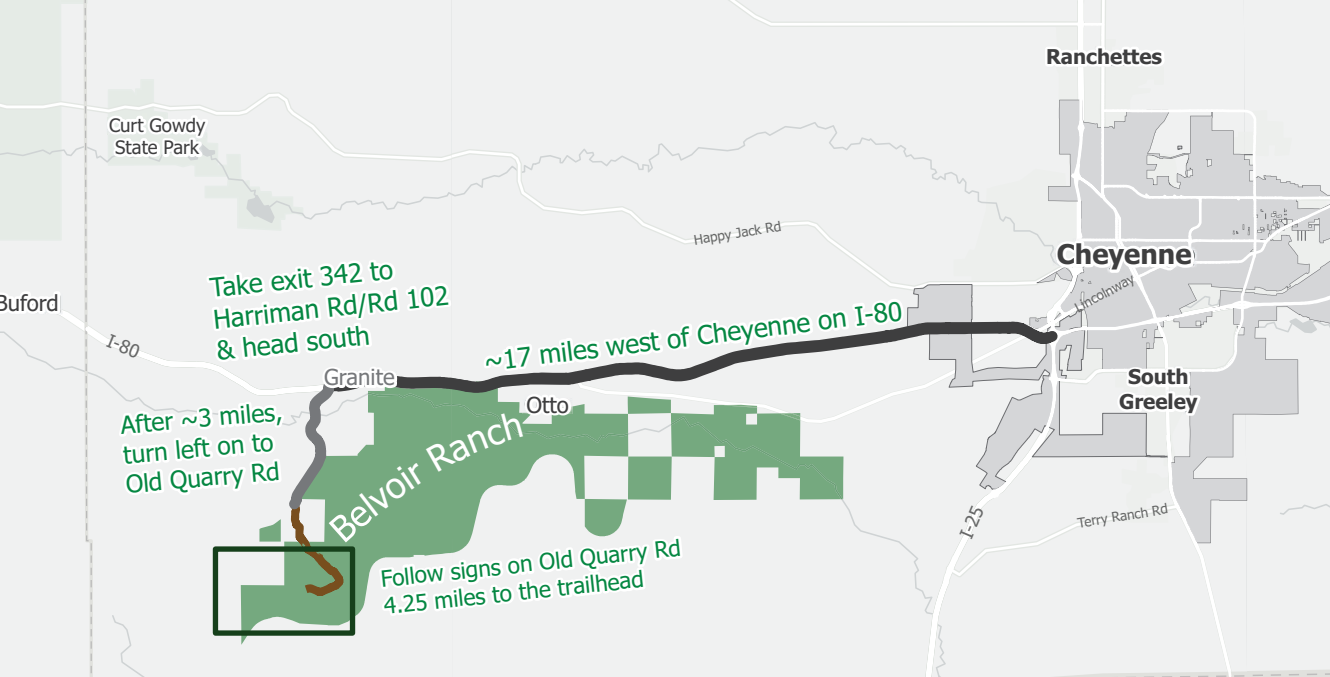 Ranchettes
Curt Gowdy
State Park
Happy Jack Rd
Cheyenne
Lincolnway
Take exit 342 to
Harriman Rd/Rd 102
& head south
Buford
I-80
~17 miles west of Cheyenne on I-80
Granite
Otto
South
Greeley
After ~3 miles,
turn left on to
Old Quarry Rd
Belvoir Ranch
I-25
Terry Ranch Rd
Follow signs on Old Quarry Rd
4.25 miles to the trailhead